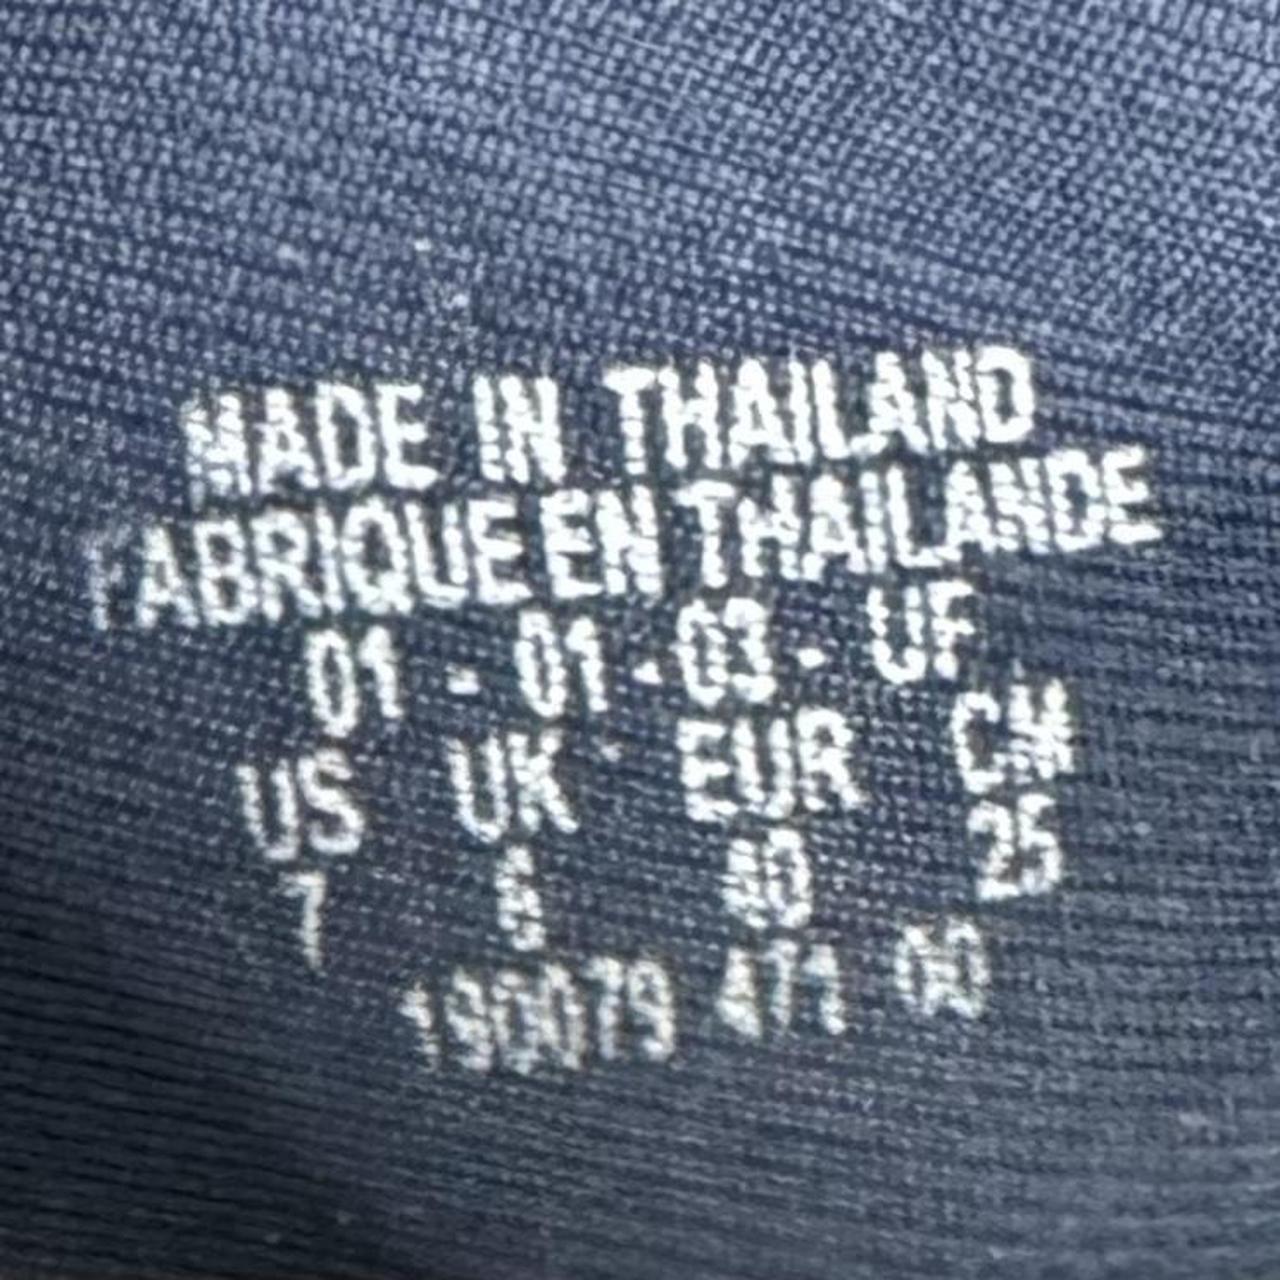 MADE IN THAILAND
FABRIQUE EN THAILANDE
01 - 01 - 03 - UF
US UK EUR CM
7 6 40 25
190079 471 00